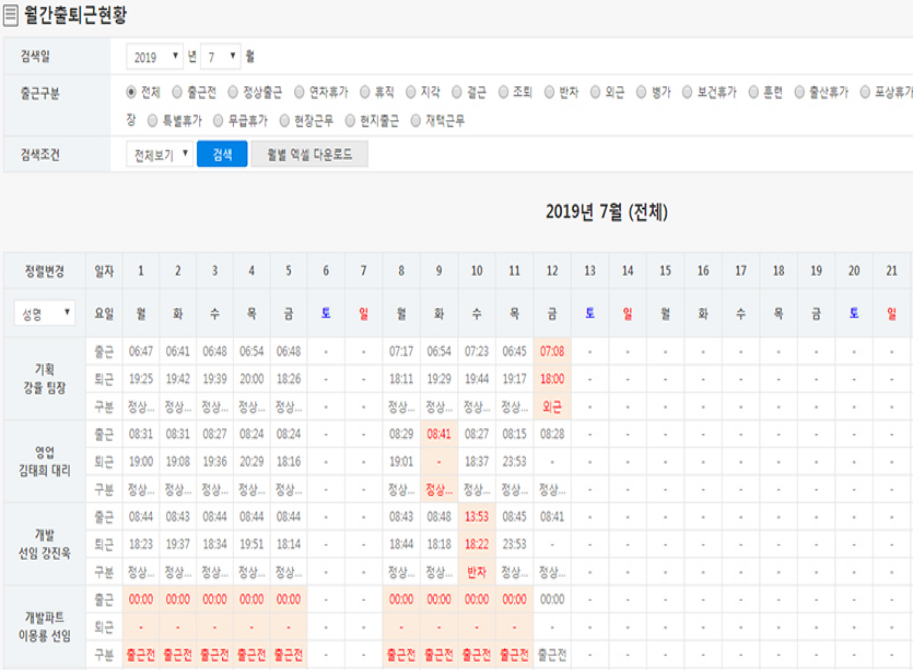 월간출퇴근현황
검색일 2019 년 7 월
출근구분 전체 출근전 정상출근 연차휴가 휴직 지각 결근 조퇴 반차 외근 병가 보건휴가 훈련 출산휴가 포상휴가
장 특별휴가 무급휴가 현장근무 현지출근 재택근무
검색조건 전체보기 검색 월별 엑셀 다운로드
2019년 7월 (전체)
정렬변경 일자 1 2 3 4 5 6 7 8 9 10 11 12 13 14 15 16 17 18 19 20 21
성명 요일 월 화 수 목 금 토 일 월 화 수 목 금 토 일 월 화 수 목 금 토 일
기획
강율 팀장
출근 06:47 06:41 06:48 06:54 06:48 - - 07:17 06:54 07:23 06:45 07:08 - - - - - - - - -
퇴근 19:25 19:42 19:39 20:00 18:26 - - 18:11 19:29 19:44 19:17 18:00 - - - - - - - - -
구분 정상... 정상... 정상... 정상... 정상... - - 정상... 정상... 정상... 정상... 외근 - - - - - - - - -
영업
김태희 대리
출근 08:31 08:31 08:27 08:24 08:24 - - 08:29 08:41 08:27 08:15 08:28 - - - - - - - - -
퇴근 19:00 19:08 19:36 20:29 18:16 - - 19:01 - 18:37 23:53 - - - - - - - - - -
구분 정상... 정상... 정상... 정상... 정상... - - 정상... 정상... 정상... 정상... 정상... - - - - - - - - -
개발
선임 강진욱
출근 08:44 08:43 08:44 08:44 08:44 - - 08:43 08:48 13:53 08:45 08:41 - - - - - - - - -
퇴근 18:23 19:37 18:34 19:51 18:14 - - 18:44 18:18 18:22 23:53 - - - - - - - - - -
구분 정상... 정상... 정상... 정상... 정상... - - 정상... 정상... 반차 정상... 정상... - - - - - - - - -
개발파트
이몽룡 선임
출근 00:00 00:00 00:00 00:00 00:00 - - 00:00 00:00 00:00 00:00 00:00 - - - - - - - - -
퇴근 - - - - - - - - - - - - - - - - - - - - -
구분 출근전 출근전 출근전 출근전 출근전 - - 출근전 출근전 출근전 출근전 출근전 - - - - - - - - -